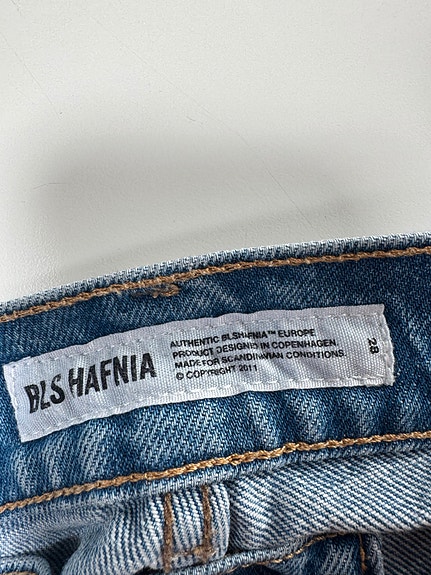 BLS HAFNIA
AUTHENTIC BLSHAFNIA™ EUROPE
PRODUCT DESIGNED IN COPENHAGEN.
MADE FOR SCANDINAVIAN CONDITIONS.
© COPYRIGHT 2011
28